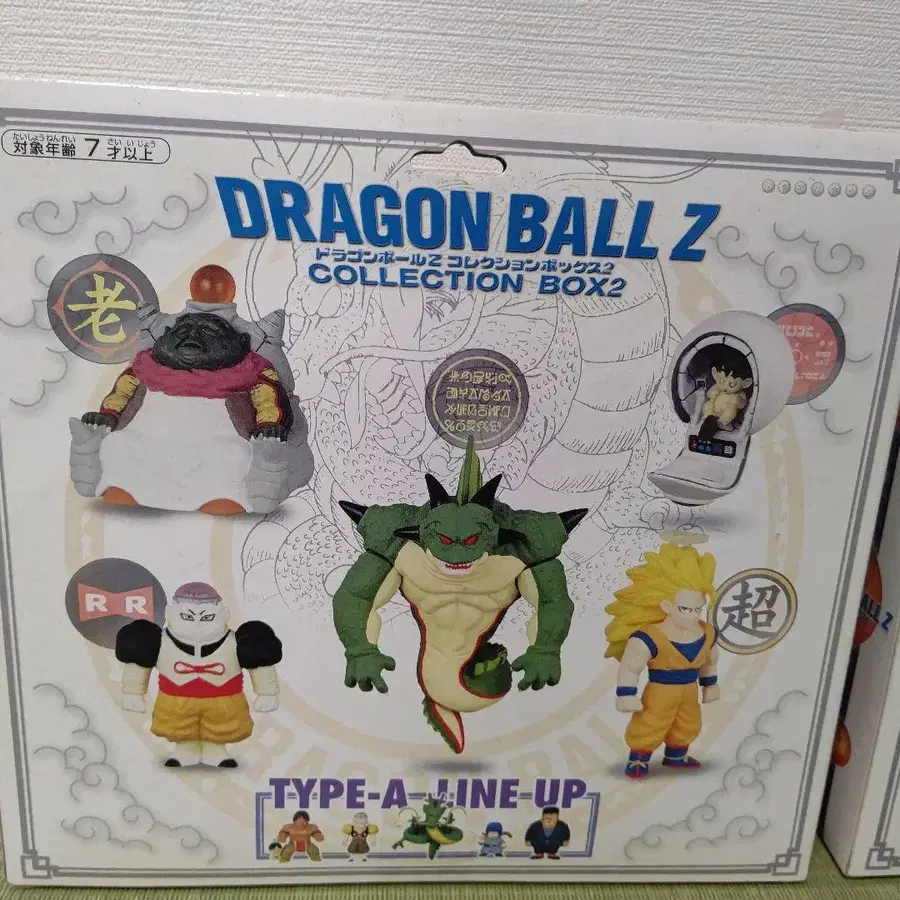 たいしょうねんれい さい いじょう
対象年齢 7 才以上
DRAGON BALL Z
ドラゴンボールZ コレクションボックス2
COLLECTION BOX2
老
RR
超
BALL Z
TYPE-A LINE UP